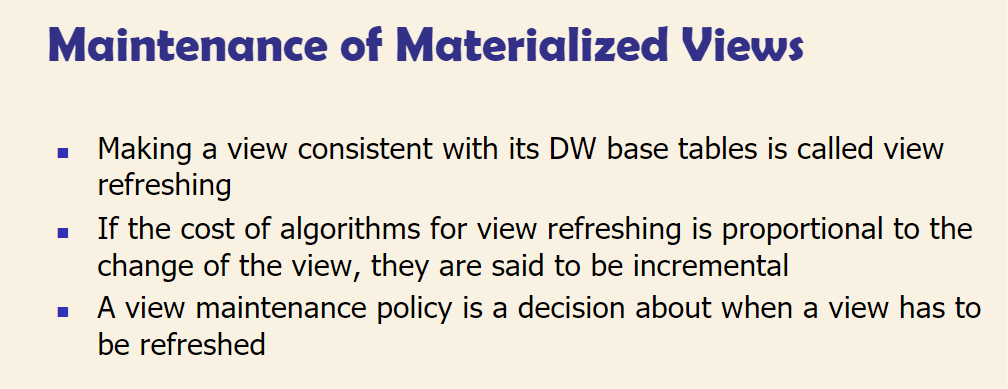 Maintenance of Materialized Views
▪ Making a view consistent with its DW base tables is called view
refreshing
▪ If the cost of algorithms for view refreshing is proportional to the
change of the view, they are said to be incremental
▪ A view maintenance policy is a decision about when a view has to
be refreshed